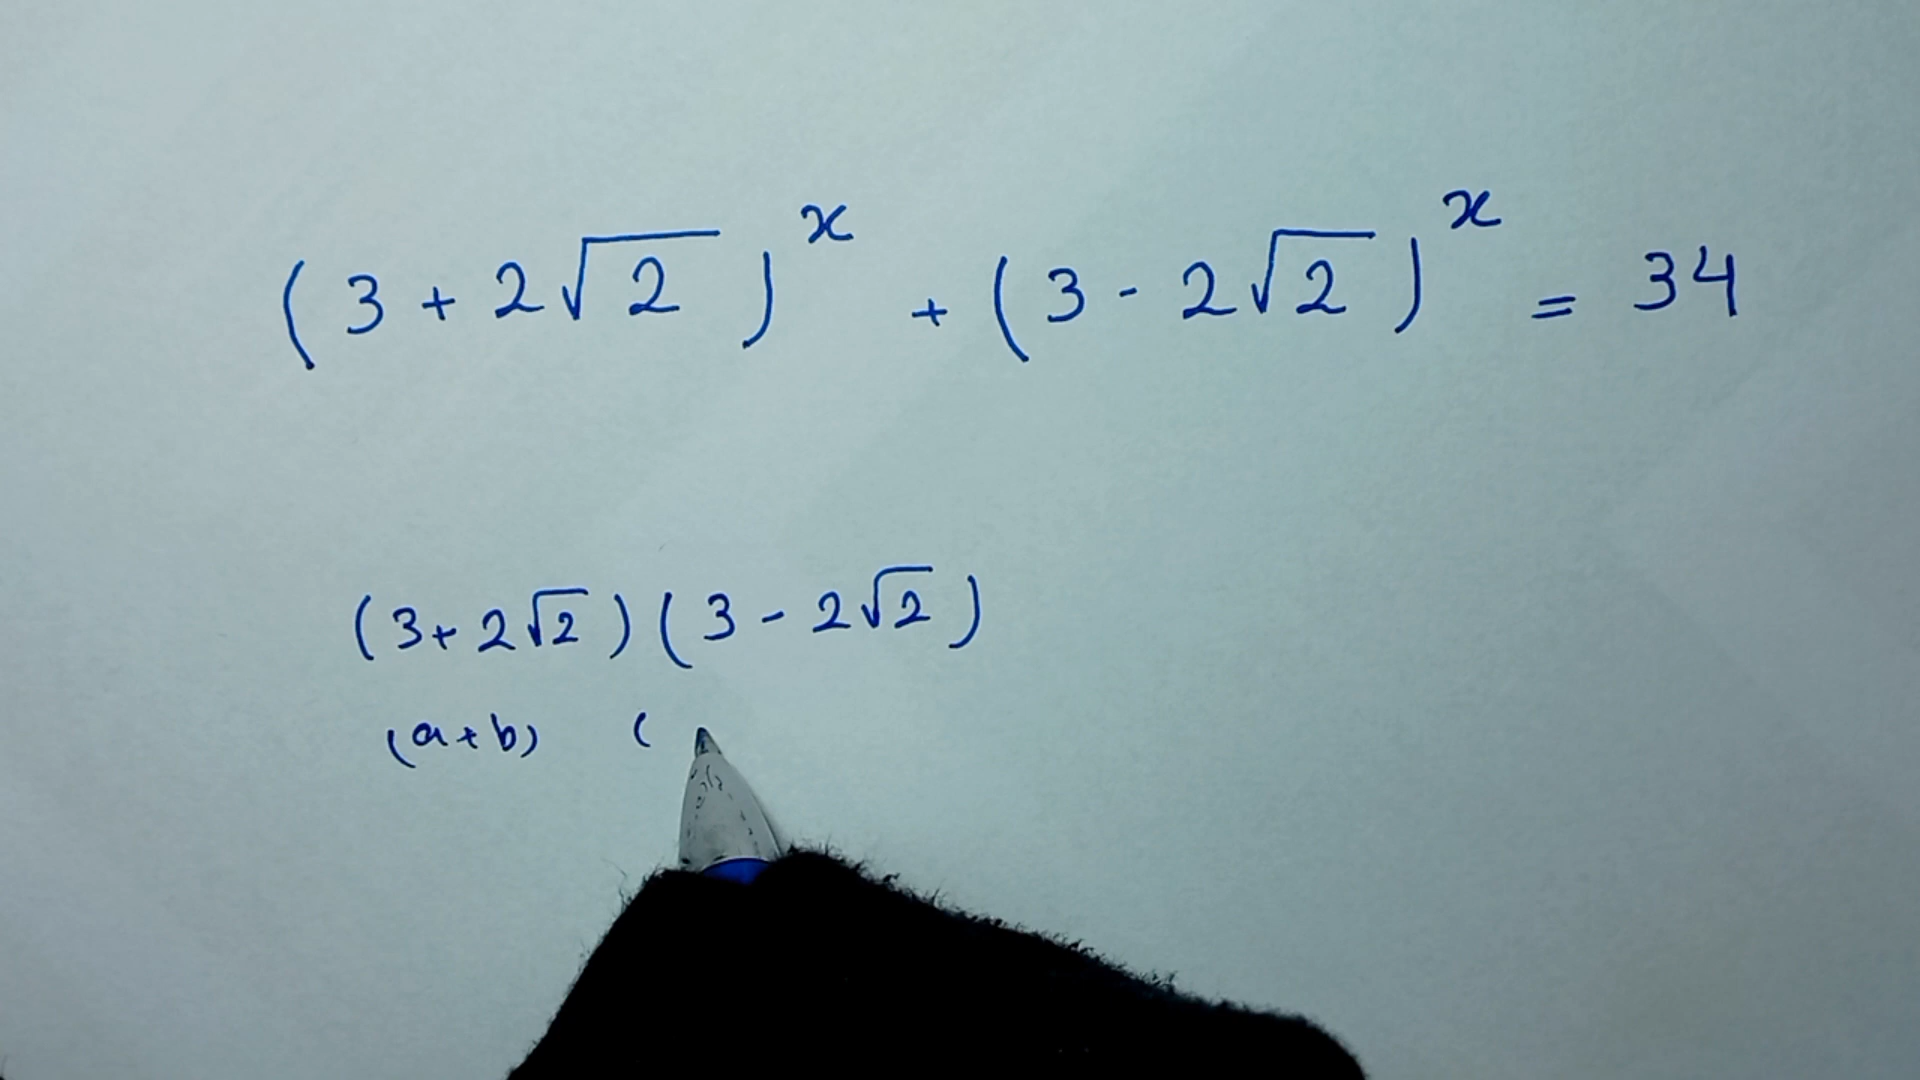 (3 + 2√2)^x + (3 - 2√2)^x = 34
(3 + 2√2)(3 - 2√2)
(a + b) (